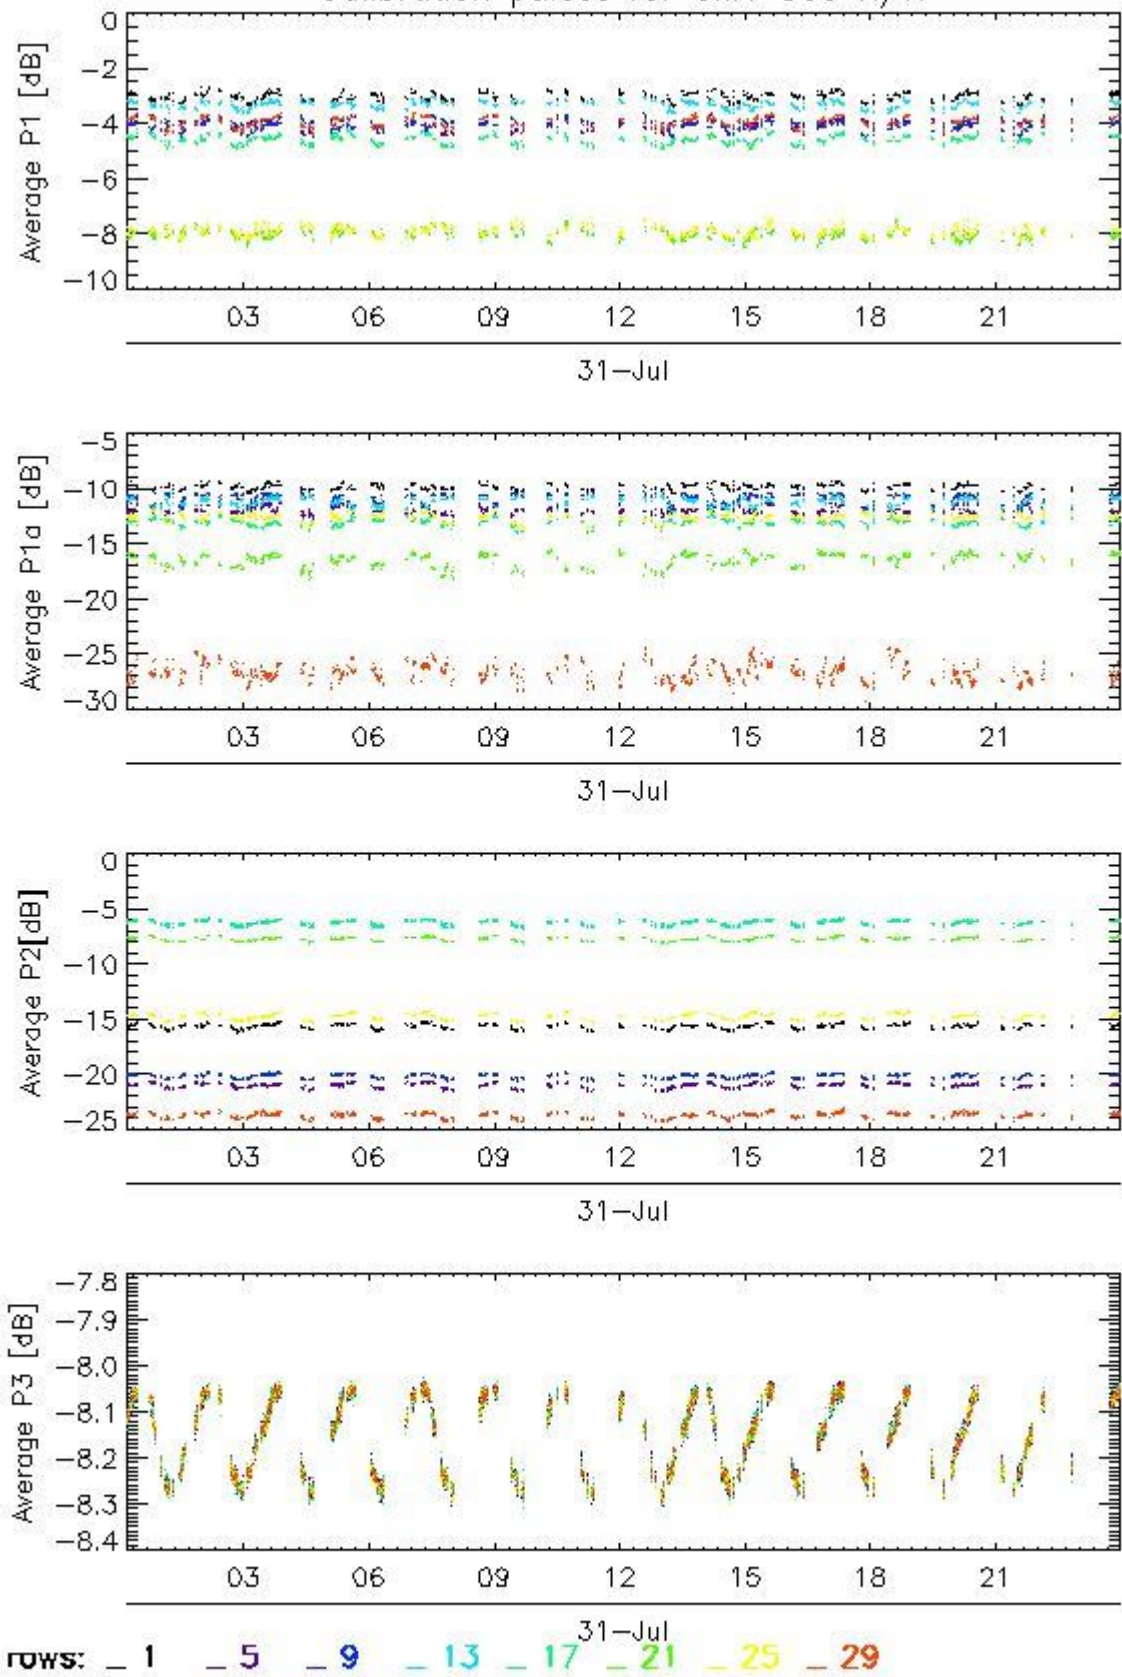 0
−2
−4
−6
−8
−10
Average P1 [dB]
03 06 09 12 15 18 21
31−Jul
−5
−10
−15
−20
−25
−30
Average P1a [dB]
03 06 09 12 15 18 21
31−Jul
0
−5
−10
−15
−20
−25
Average P2[dB]
03 06 09 12 15 18 21
31−Jul
−7.8
−7.9
−8.0
−8.1
−8.2
−8.3
−8.4
Average P3 [dB]
03 06 09 12 15 18 21
31−Jul
rows: _ 1 _ 5 _ 9 _ 13 _ 17 _ 21 _ 25 _ 29